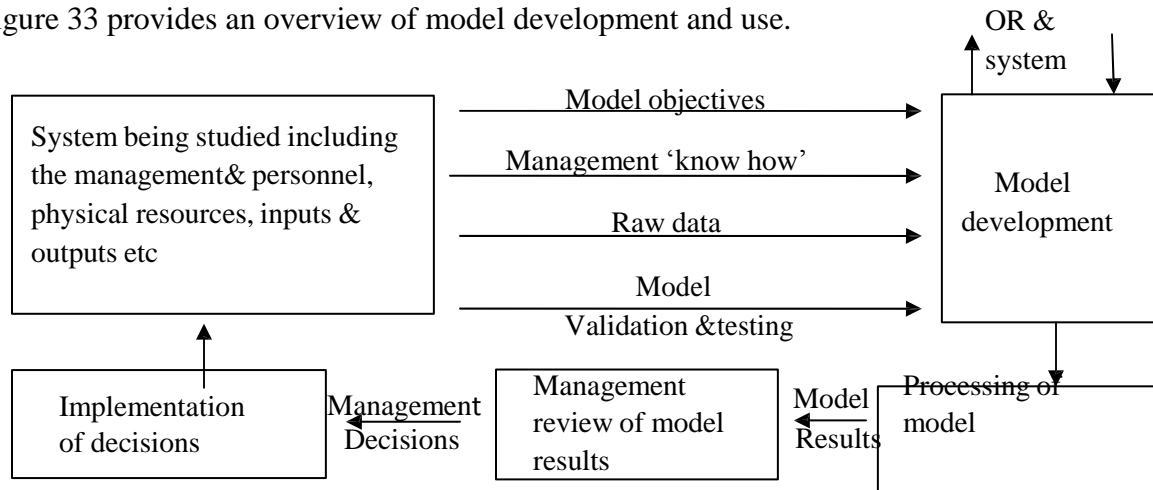 igure 33 provides an overview of model development and use.
OR &
system
System being studied including
the management& personnel,
physical resources, inputs &
outputs etc
Model objectives
Management ‘know how’
Raw data
Model
Validation &testing
Model
development
Implementation
of decisions
Management
Decisions
Management
review of model
results
Model
Results
Processing of
model